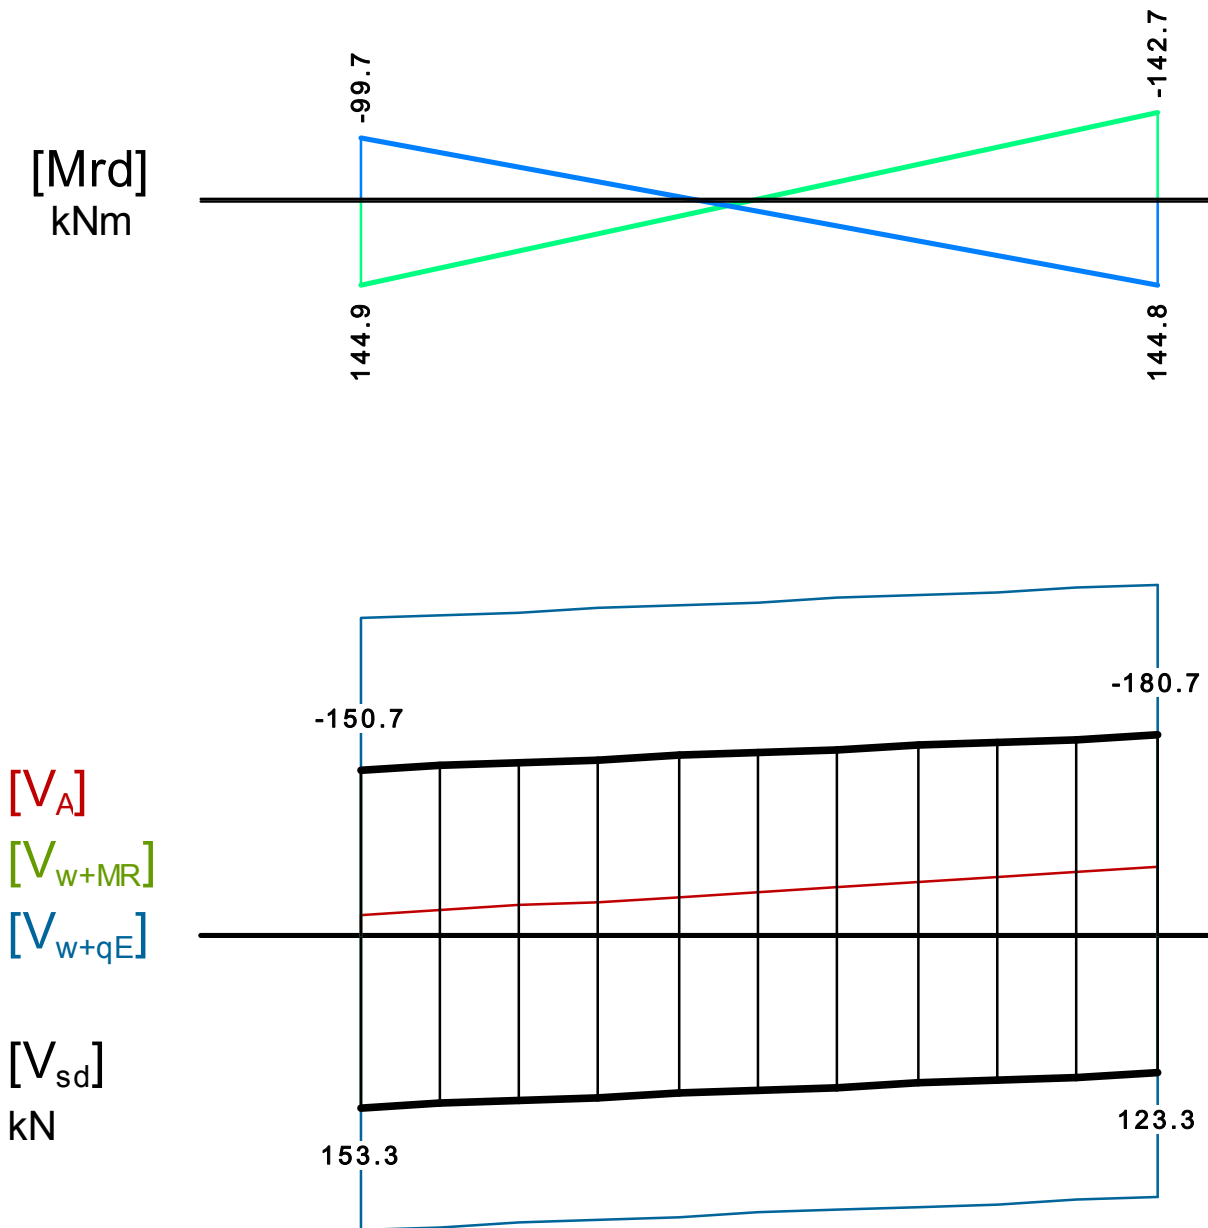 -99.7
-142.7
[Mrd]
kNm
144.9
144.8
-180.7
-150.7
[VA]
[Vw+MR]
[Vw+qE]
[Vsd]
kN
123.3
153.3